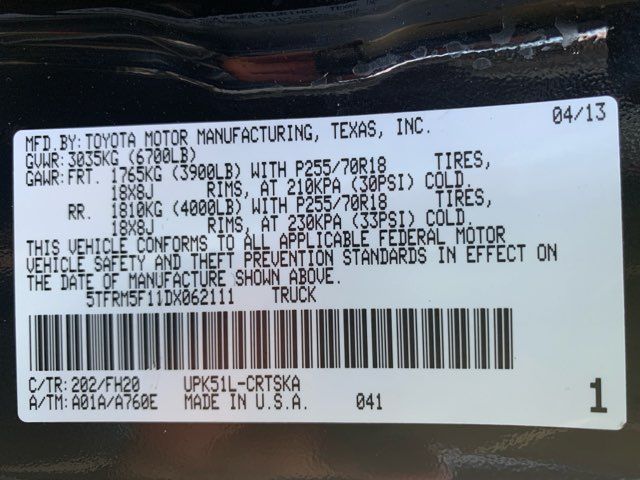 MFD.BY:TOYOTA MOTOR MANUFACTURING, TEXAS, INC. 04/13
GVWR:3035KG (6700LB)
GAWR:FRT. 1765KG (3900LB) WITH P255/70R18 TIRES,
18X8J RIMS, AT 210KPA (30PSI) COLD.
RR. 1810KG (4000LB) WITH P255/70R18 TIRES,
18X8J RIMS, AT 230KPA (33PSI) COLD.
THIS VEHICLE CONFORMS TO ALL APPLICABLE FEDERAL MOTOR
VEHICLE SAFETY AND THEFT PREVENTION STANDARDS IN EFFECT ON
THE DATE OF MANUFACTURE SHOWN ABOVE.
5TFRM5F11DX062111 TRUCK
C/TR:202/FH20 UPK51L-CRTSKA
A/TM:A01A/A760E MADE IN U.S.A. 041 1